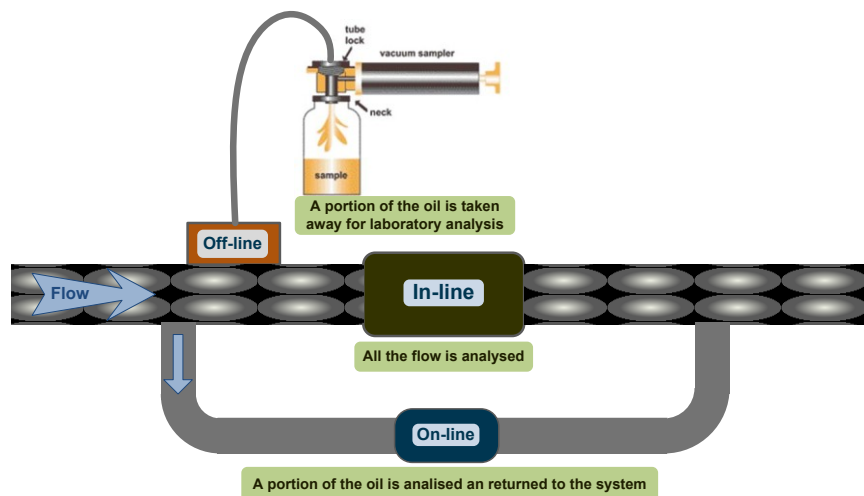 tube
lock
vacuum sampler
neck
sample
A portion of the oil is taken
away for laboratory analysis
Off-line
Flow
In-line
All the flow is analysed
On-line
A portion of the oil is analised an returned to the system